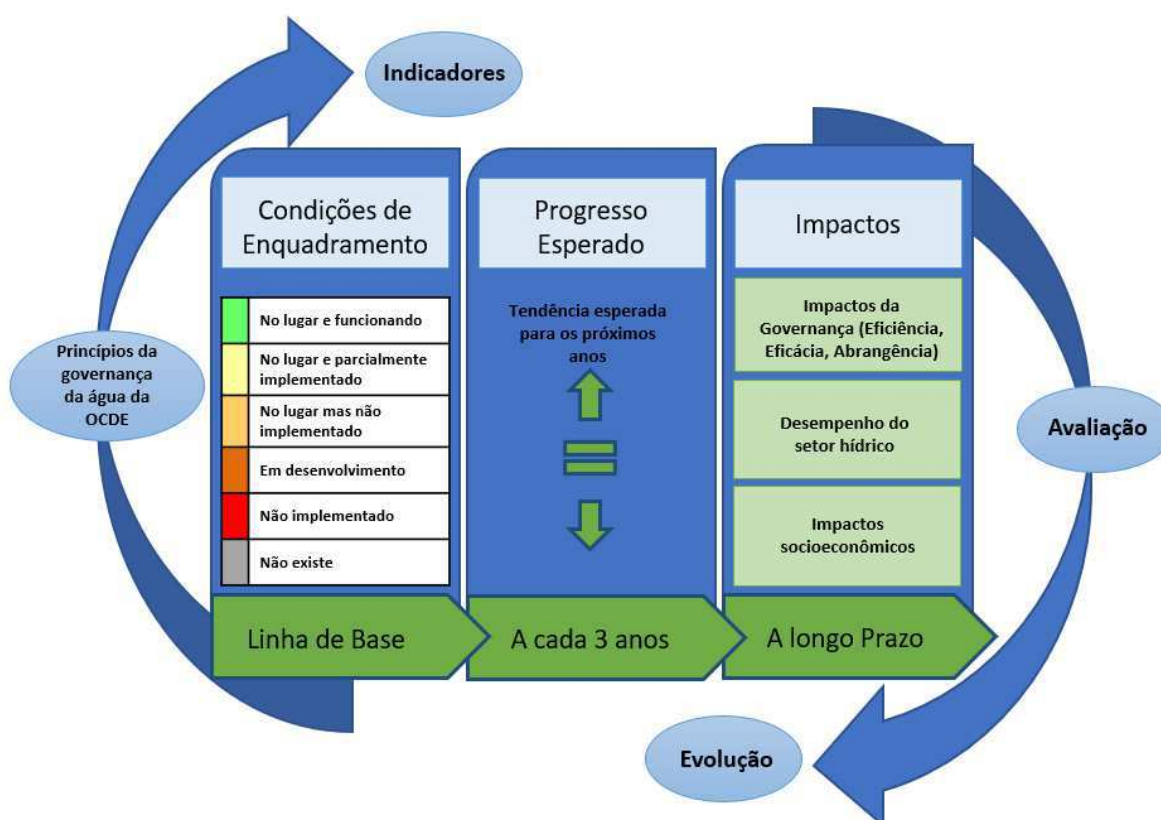 Indicadores
Princípios da
governança
da água da
OCDE
Condições de
Enquadramento
No lugar e funcionando
No lugar e parcialmente
implementado
No lugar mas não
implementado
Em desenvolvimento
Não implementado
Não existe
Linha de Base
Progresso
Esperado
Tendência esperada
para os próximos
anos
A cada 3 anos
Impactos
Impactos da
Governança (Eficiência,
Eficácia, Abrangência)
Desempenho do
setor hídrico
Impactos
socioeconômicos
A longo Prazo
Avaliação
Evolução